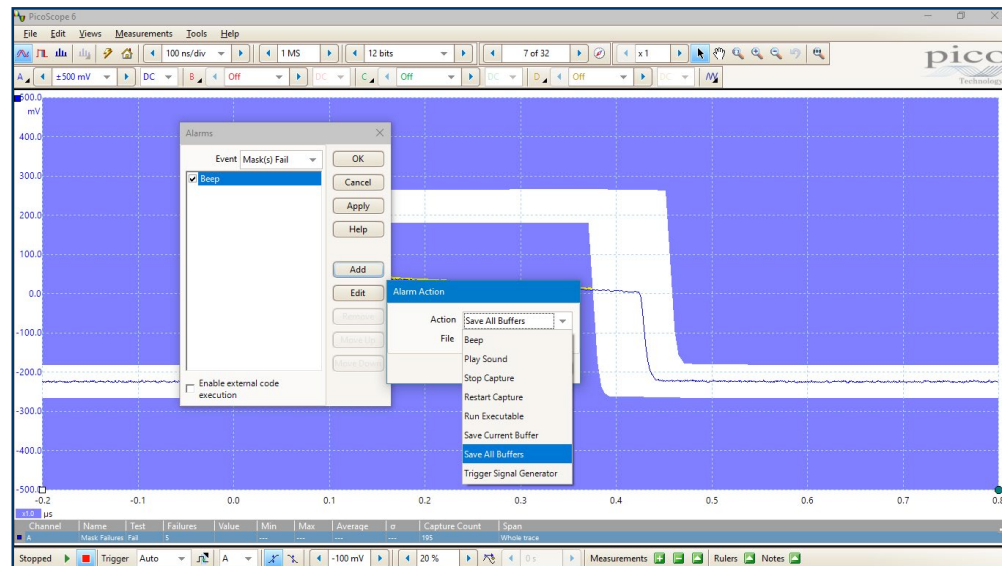 PicoScope 6
File Edit Views Measurements Tools Help
100 ns/div 1 MS 12 bits 7 of 32 x 1
pico
Technology
A ±500 mV DC B Off DC C Off DC D Off DC
500.0
mV
400.0
300.0
200.0
100.0
0.0
-100.0
-200.0
-300.0
-400.0
-500.0
Alarms
Event Mask(s) Fail
Beep
OK
Cancel
Apply
Help
Add
Edit
Remove
Move Up
Move Down
Enable external code
execution
Alarm Action
Action Save All Buffers
File
Beep
Play Sound
Stop Capture
Restart Capture
Run Executable
Save Current Buffer
Save All Buffers
Trigger Signal Generator
-0.2 -0.1 0.0 0.1 0.2 0.3 0.4 0.5 0.6 0.7 0.8
x1.0 µs
Channel Name Test Failures Value Min Max Average σ Capture Count Span
A Mask Failures Fail 5 --- --- --- --- --- 195 Whole trace
Stopped Trigger Auto A -100 mV 20 % 0 s Measurements Rulers Notes